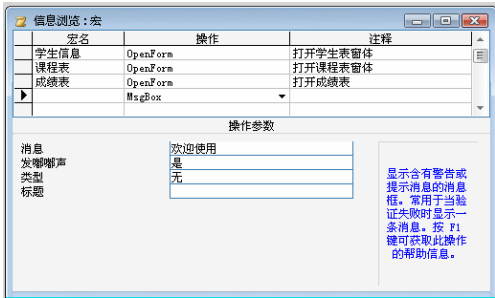 信息浏览:宏
宏名 操作 注释
学生信息 OpenForm 打开学生表窗体
课程表 OpenForm 打开课程表窗体
成绩表 OpenForm 打开成绩表
MsgBox
操作参数
消息 欢迎使用
发嘟嘟声 是
类型 无
标题
显示含有警告或
提示消息的消息
框。常用于当验
证失败时显示一
条消息。按 F1
键可获取此操作
的帮助信息。